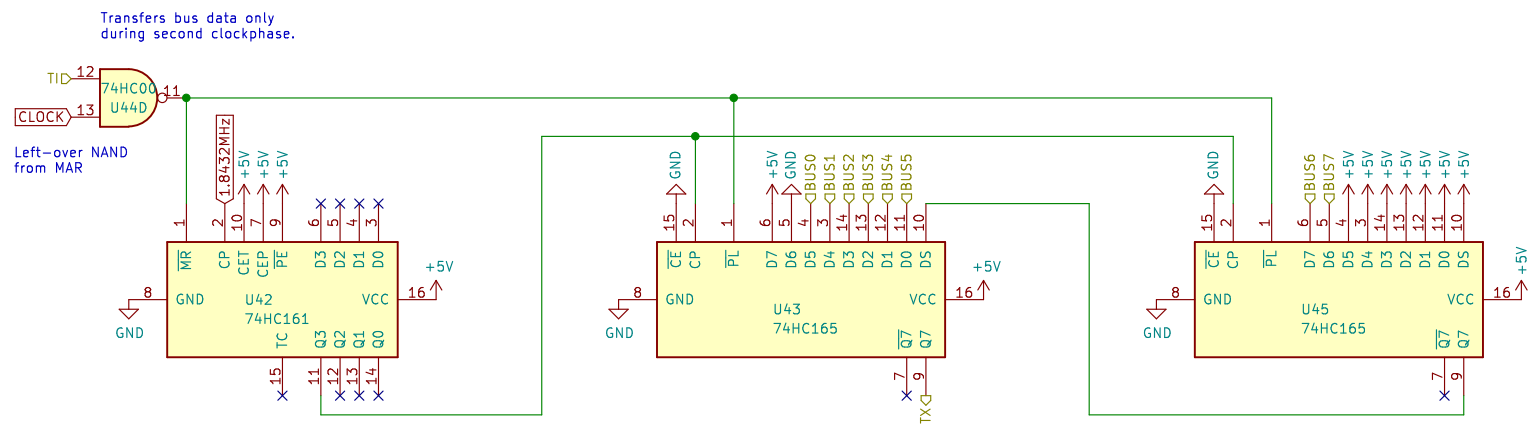 Transfers bus data only
during second clockphase.
TI
12
74HC00
11
U44D
CLOCK
13
Left-over NAND
from MAR
1.8432MHz
+5V
+5V
+5V
GND
+5V
GND
BUS0
BUS1
BUS2
BUS3
BUS4
BUS5
GND
BUS6
BUS7
+5V
+5V
+5V
+5V
+5V
+5V
+5V
1
2
10
7
9
6
5
4
3
MR
CP
CET
CEP
PE
D3
D2
D1
D0
8
GND
U42
74HC161
VCC
16
+5V
GND
TC
Q3
Q2
Q1
Q0
15
11
12
13
14
15
2
1
6
5
4
3
14
13
12
11
10
CE
CP
PL
D7
D6
D5
D4
D3
D2
D1
D0
DS
8
GND
U43
74HC165
VCC
16
+5V
GND
Q7
Q7
7
9
TX
15
2
1
6
5
4
3
14
13
12
11
10
CE
CP
PL
D7
D6
D5
D4
D3
D2
D1
D0
DS
8
GND
U45
74HC165
VCC
16
+5V
GND
Q7
Q7
7
9